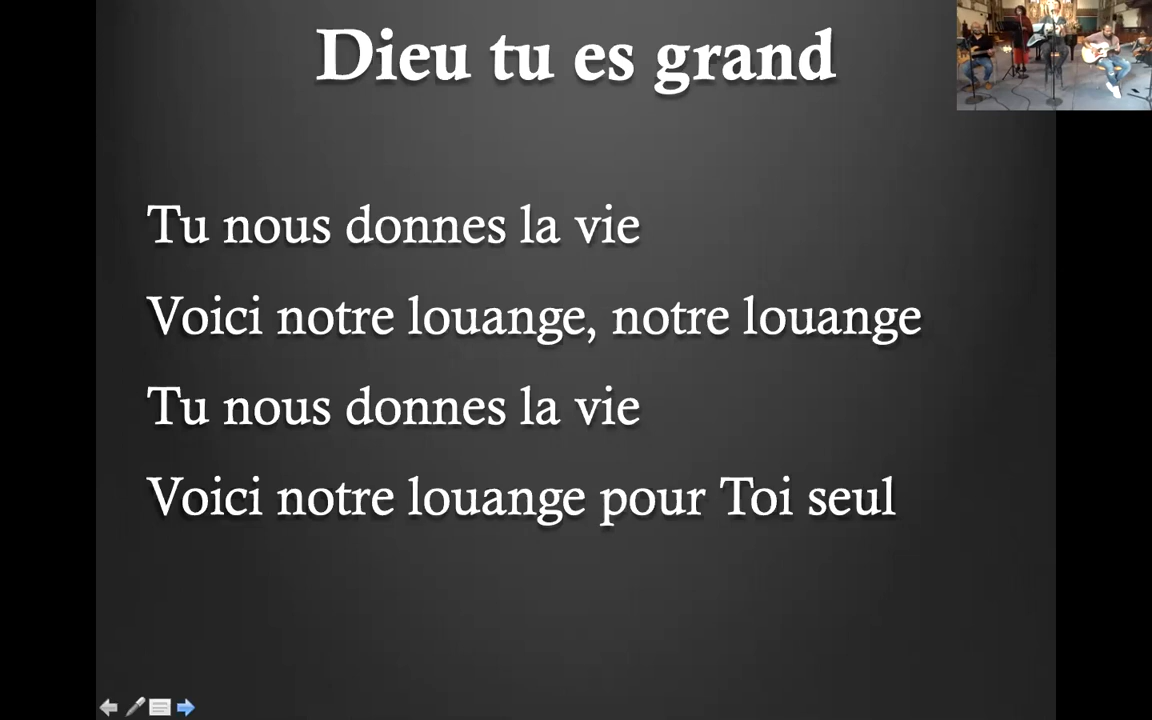 Dieu tu es grand
Tu nous donnes la vie
Voici notre louange, notre louange
Tu nous donnes la vie
Voici notre louange pour Toi seul